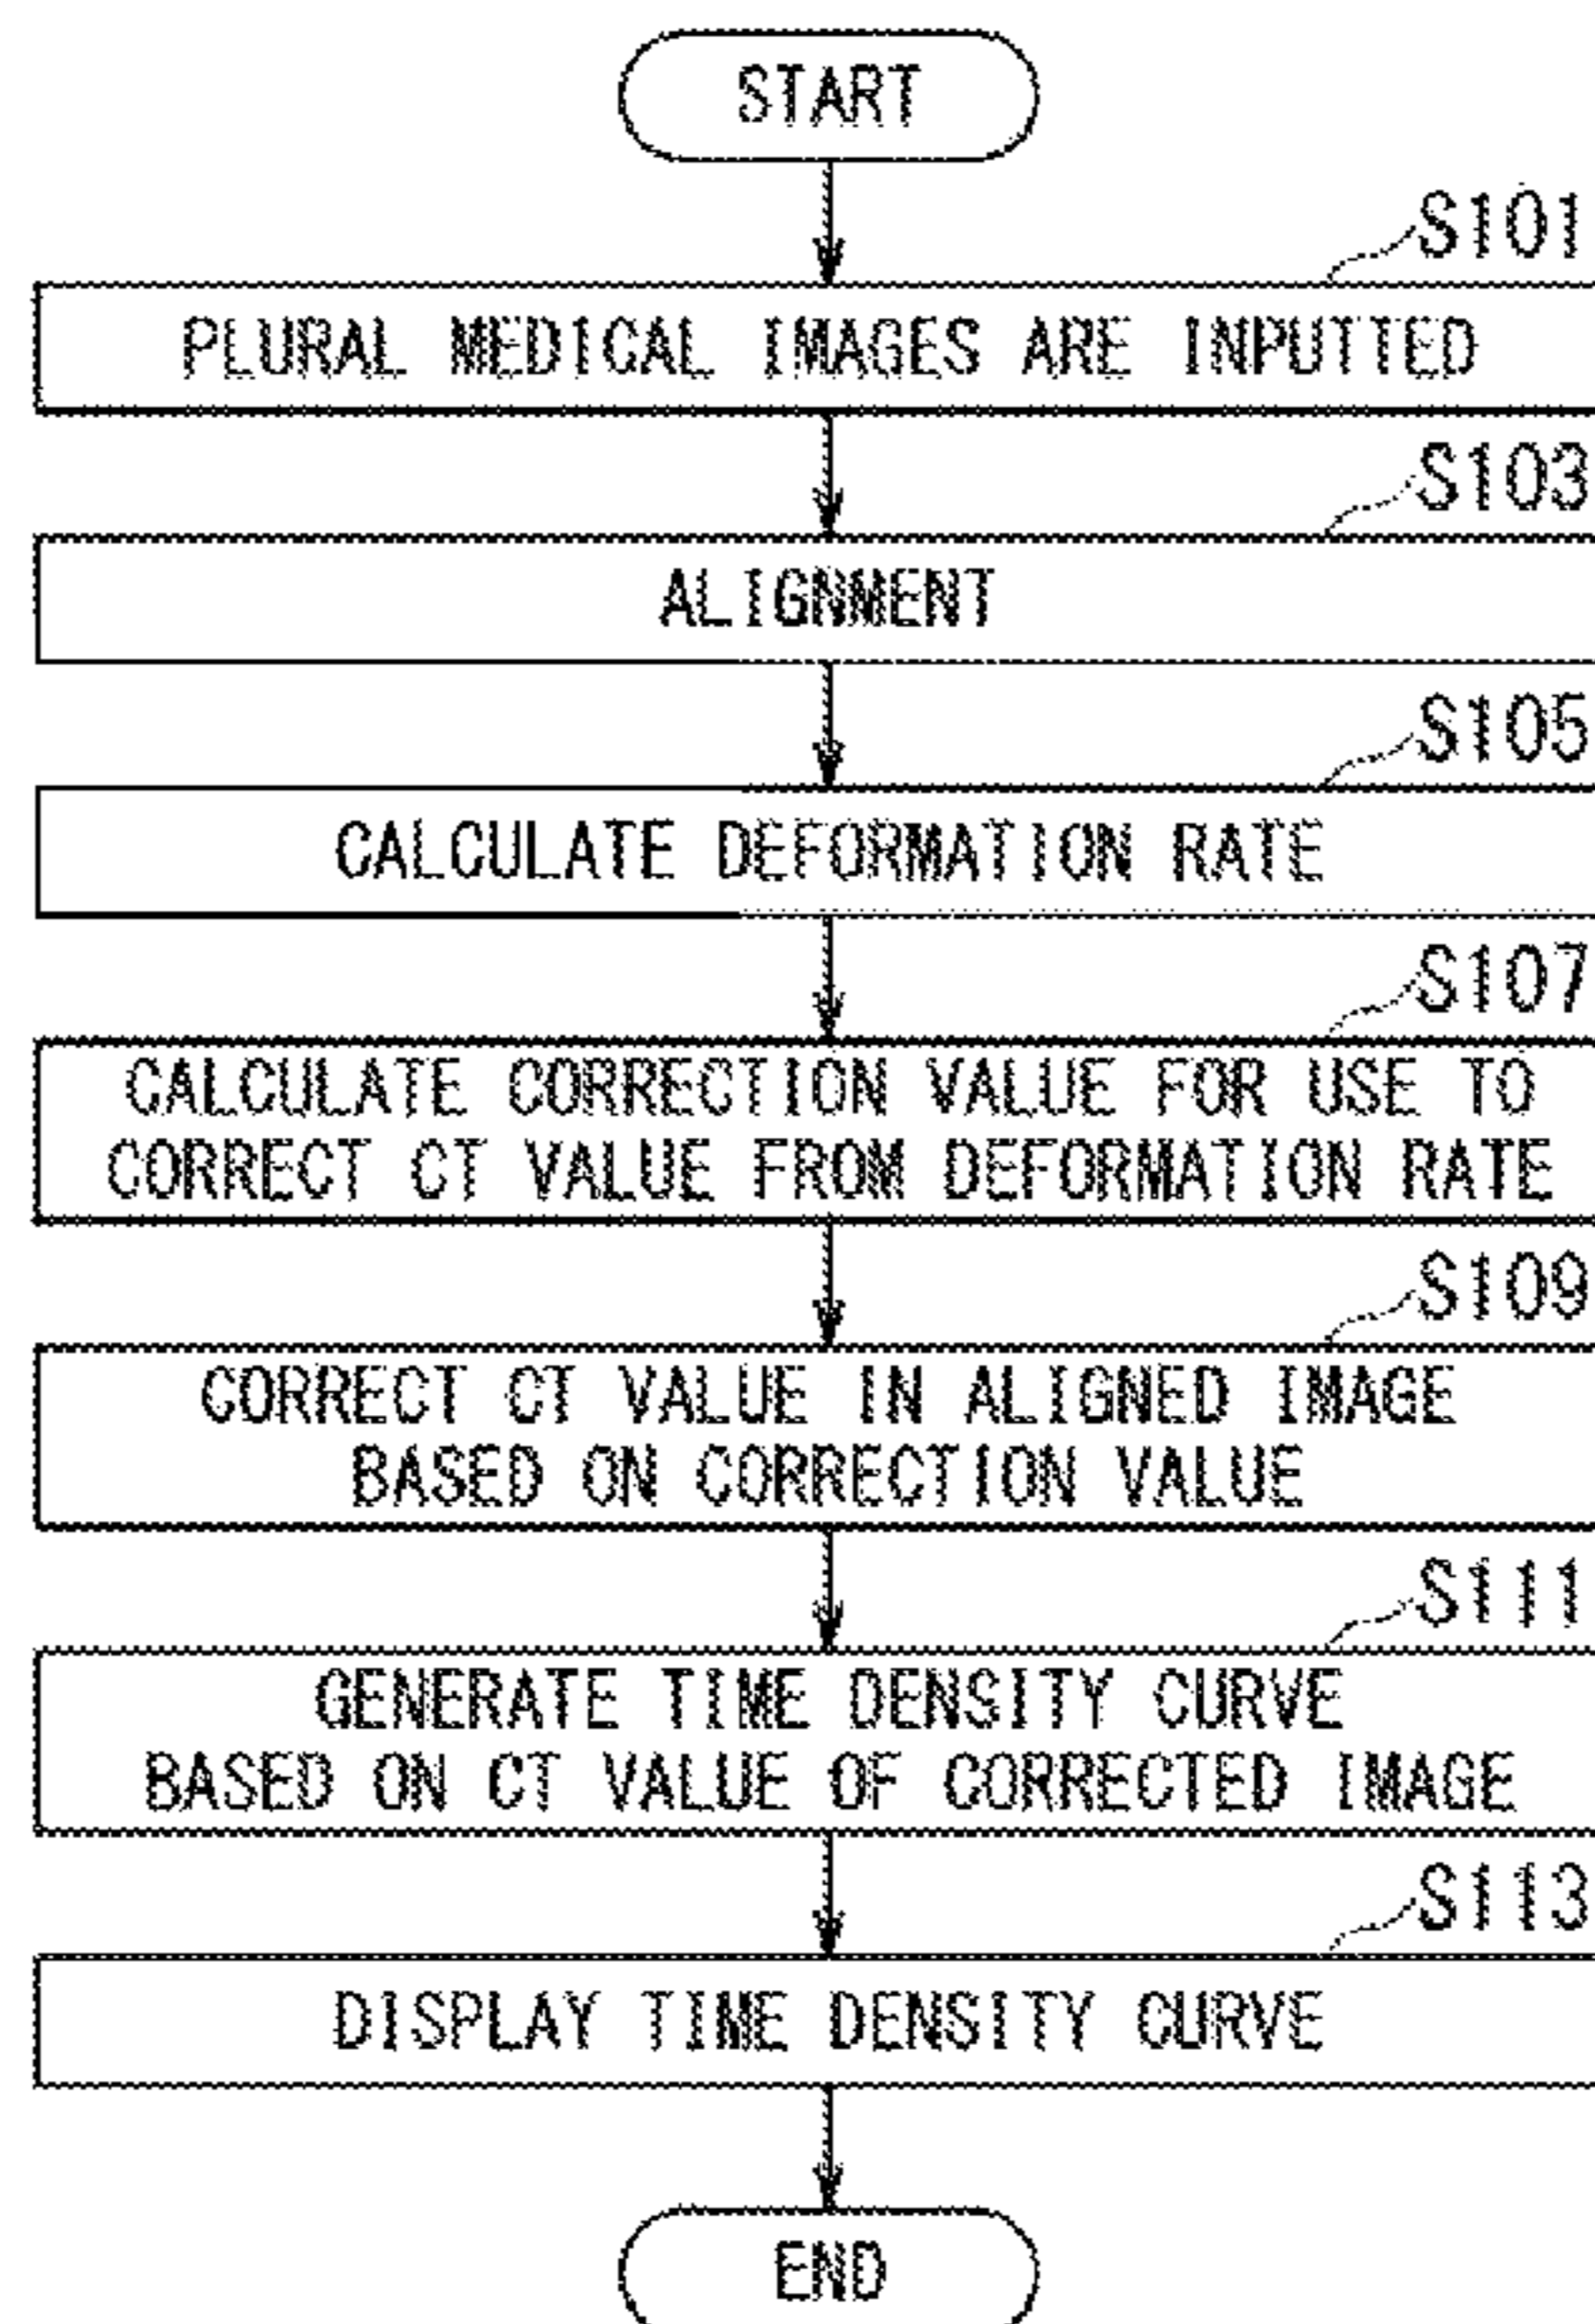 START
S101
PLURAL MEDICAL IMAGES ARE INPUTTED
S103
ALIGNMENT
S105
CALCULATE DEFORMATION RATE
S107
CALCULATE CORRECTION VALUE FOR USE TO
CORRECT CT VALUE FROM DEFORMATION RATE
S109
CORRECT CT VALUE IN ALIGNED IMAGE
BASED ON CORRECTION VALUE
S111
GENERATE TIME DENSITY CURVE
BASED ON CT VALUE OF CORRECTED IMAGE
S113
DISPLAY TIME DENSITY CURVE
END